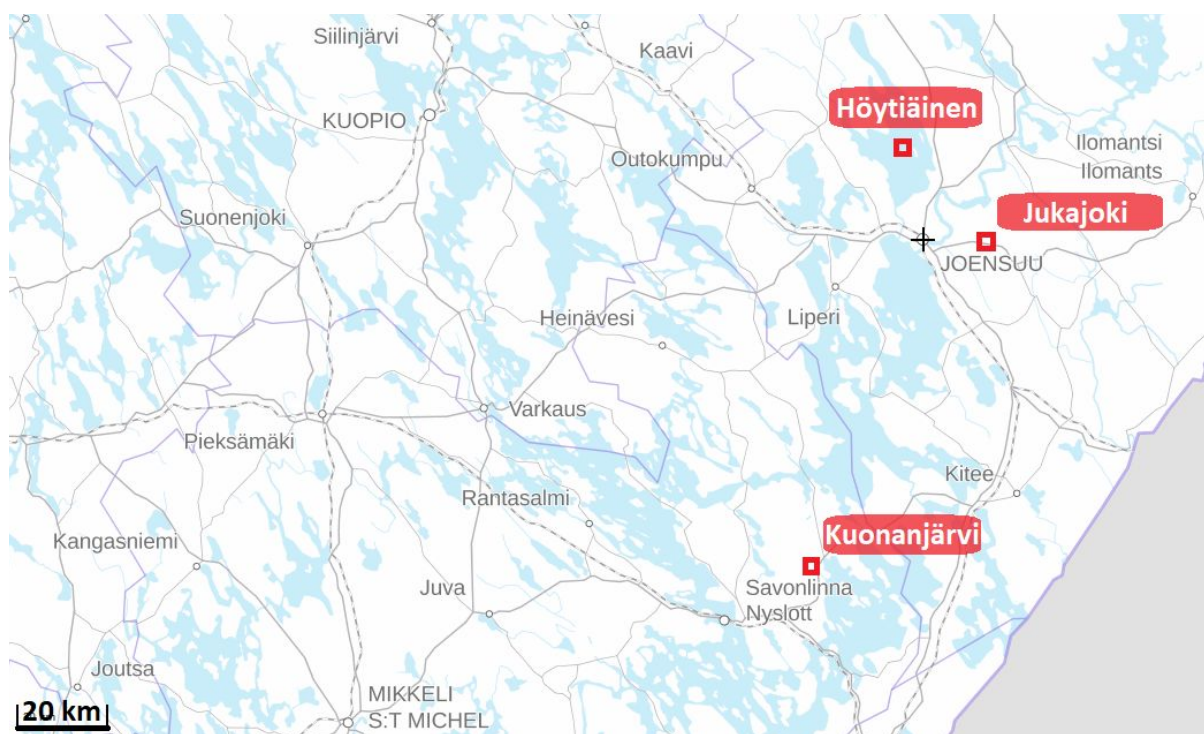 Siilinjärvi
Kaavi
Höytiäinen
KUOPIO
Outokumpu
Ilomantsi
Ilomants
Suonenjoki
Jukajoki
JOENSUU
Heinävesi
Liperi
Varkaus
Pieksämäki
Kitee
Rantasalmi
Kuonanjärvi
Kangasniemi
Juva
Savonlinna
Nyslott
Joutsa
MIKKELI
S:T MICHEL
20 km